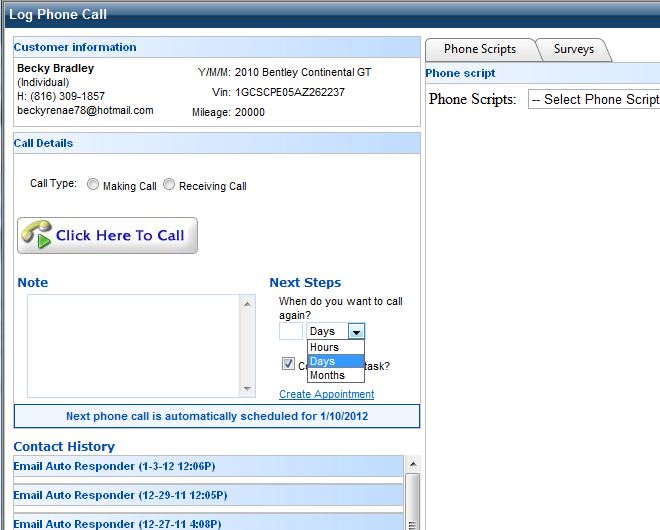 Log Phone Call
Customer information
Becky Bradley
(Individual)
H: (816) 309-1857
beckyrenae78@hotmail.com
Y/M/M: 2010 Bentley Continental GT
Vin: 1GCSCPE05AZ262237
Mileage: 20000
Call Details
Call Type: Making Call Receiving Call
Click Here To Call
Note
Next Steps
When do you want to call
again?
Days
Hours
Days
Months
task?
Create Appointment
Next phone call is automatically scheduled for 1/10/2012
Contact History
Email Auto Responder (1-3-12 12:06P)
Email Auto Responder (12-29-11 12:05P)
Email Auto Responder (12-27-11 4:08P)
Phone Scripts
Surveys
Phone script
Phone Scripts: -- Select Phone Script